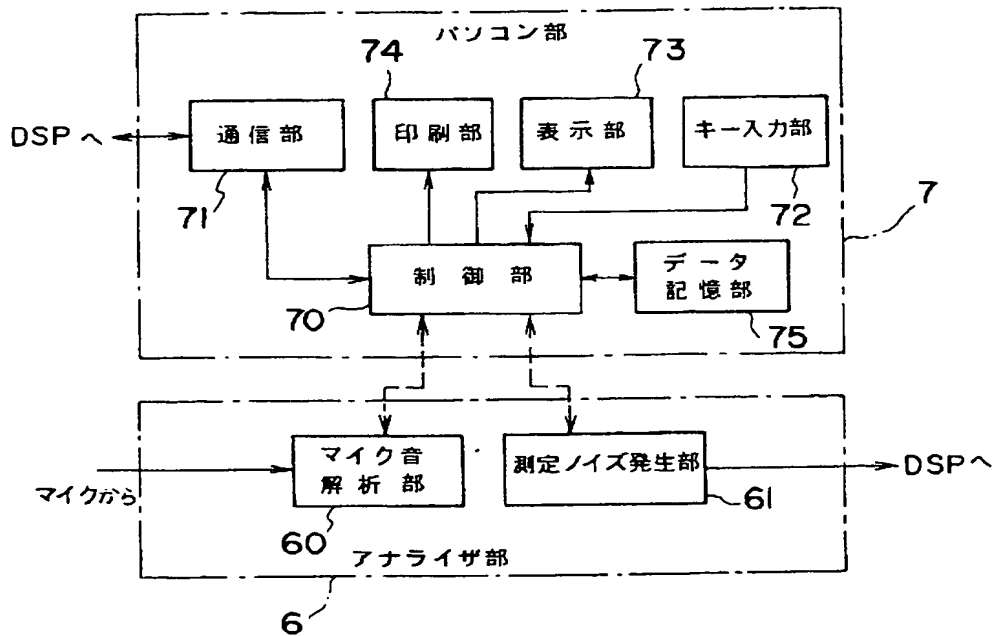 パソコン部
74
73
DSPへ
通信部
印刷部
表示部
キー入力部
71
72
7
制御部
データ
記憶部
70
75
マイク音
解析部
測定ノイズ発生部
DSPへ
マイクから
60
61
アナライザ部
6